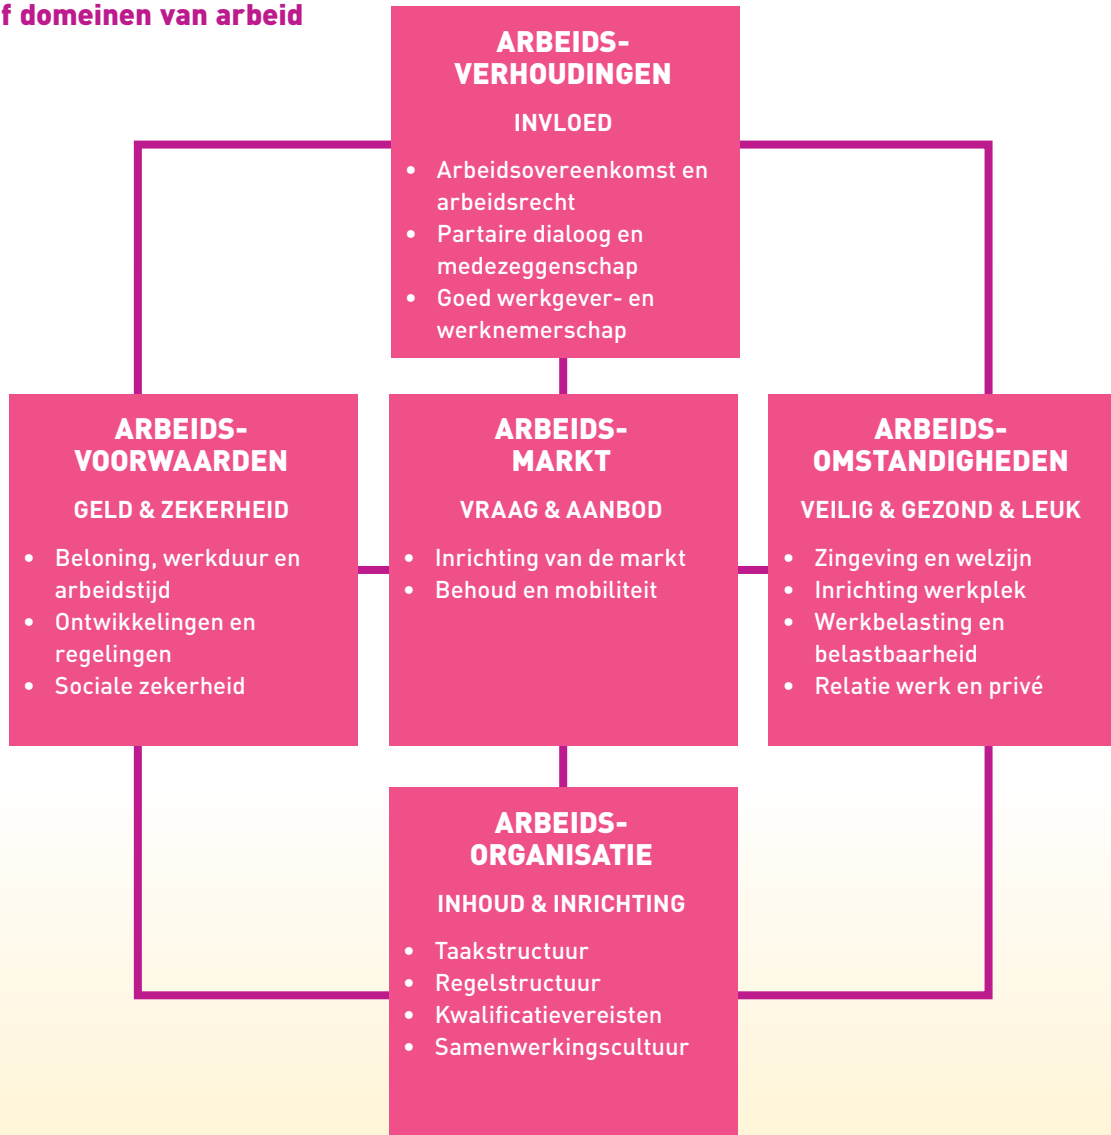 f domeinen van arbeid
ARBEIDS-
VERHOUDINGEN
INVLOED
• Arbeidsovereenkomst en
arbeidsrecht
• Partaire dialoog en
medezeggenschap
• Goed werkgever- en
werknemerschap
ARBEIDS-
VOORWAARDEN
GELD & ZEKERHEID
• Beloning, werkduur en
arbeidstijd
• Ontwikkelingen en
regelingen
• Sociale zekerheid
ARBEIDS-
MARKT
VRAAG & AANBOD
• Inrichting van de markt
• Behoud en mobiliteit
ARBEIDS-
OMSTANDIGHEDEN
VEILIG & GEZOND & LEUK
• Zingeving en welzijn
• Inrichting werkplek
• Werkbelasting en
belastbaarheid
• Relatie werk en privé
ARBEIDS-
ORGANISATIE
INHOUD & INRICHTING
• Taakstructuur
• Regelstructuur
• Kwalificatievereisten
• Samenwerkingscultuur